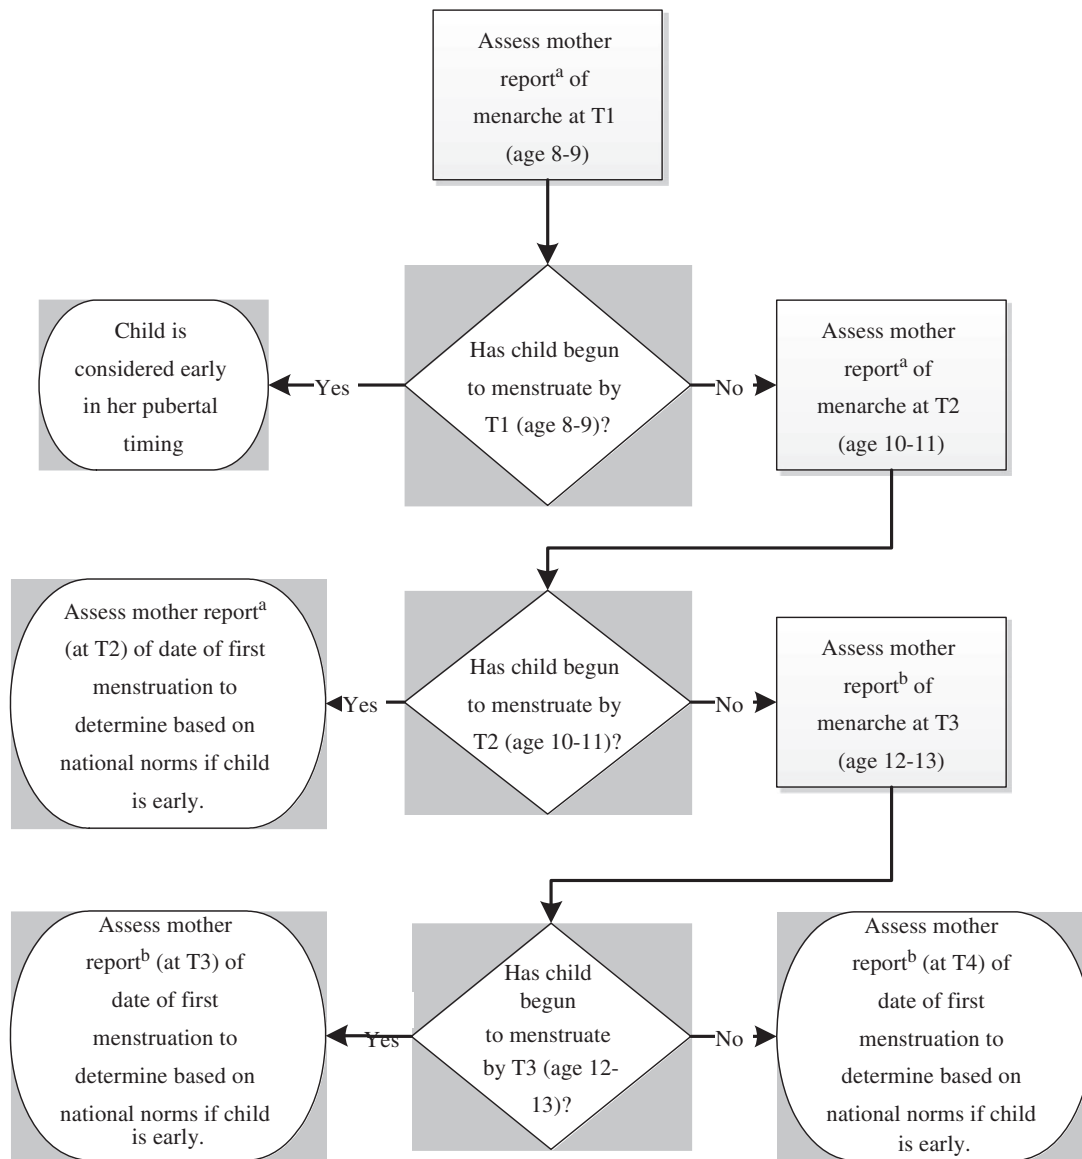 Assess mother
reportᵃ of
menarche at T1
(age 8-9)
Child is
considered early
in her pubertal
timing
Yes
Has child begun
to menstruate by
T1 (age 8-9)?
No
Assess mother
reportᵃ of
menarche at T2
(age 10-11)
Assess mother reportᵃ
(at T2) of date of first
menstruation to
determine based on
national norms if child
is early.
Yes
Has child begun
to menstruate by
T2 (age 10-11)?
No
Assess mother
reportᵇ of
menarche at T3
(age 12-13)
Assess mother
reportᵇ (at T3) of
date of first
menstruation to
determine based on
national norms if child
is early.
Yes
Has child
begun
to menstruate
by T3 (age 12-
13)?
No
Assess mother
reportᵇ (at T4) of
date of first
menstruation to
determine based on
national norms if child
is early.